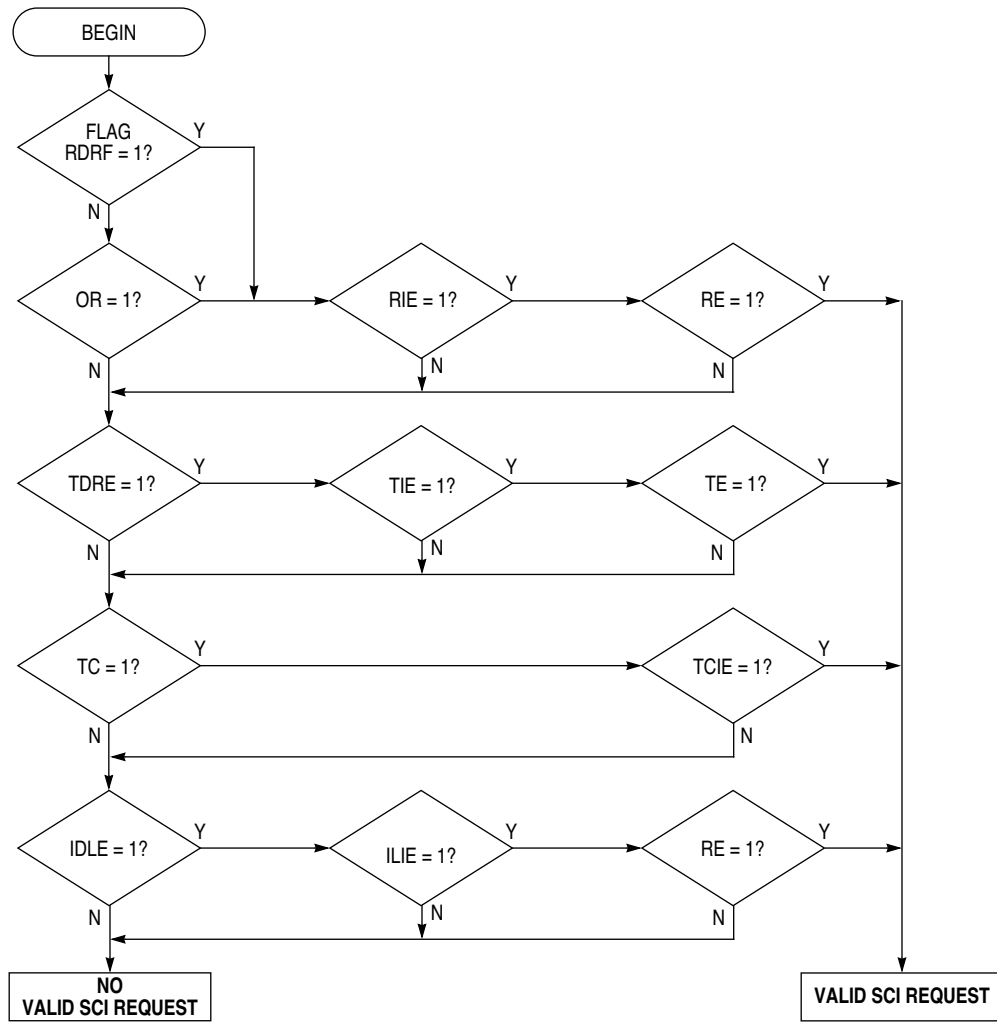 BEGIN
FLAG
RDRF = 1?
Y
N
OR = 1?
Y
RIE = 1?
Y
RE = 1?
Y
N
N
N
TDRE = 1?
Y
TIE = 1?
Y
TE = 1?
Y
N
N
N
TC = 1?
Y
TCIE = 1?
Y
N
N
IDLE = 1?
Y
ILIE = 1?
Y
RE = 1?
Y
N
N
N
NO
VALID SCI REQUEST
VALID SCI REQUEST